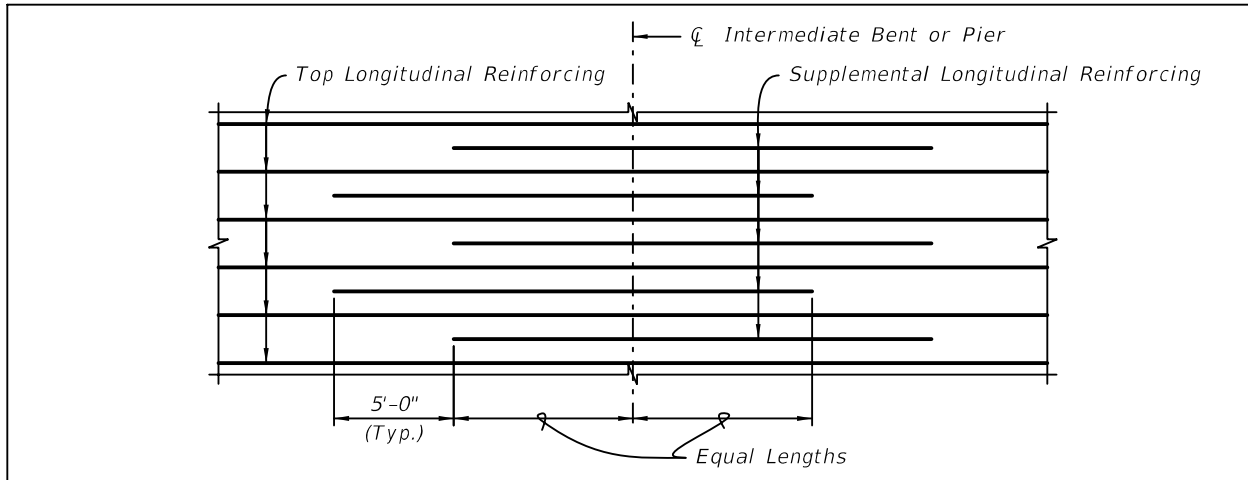 ℄ Intermediate Bent or Pier
Top Longitudinal Reinforcing
Supplemental Longitudinal Reinforcing
5'-0"
(Typ.)
Equal Lengths